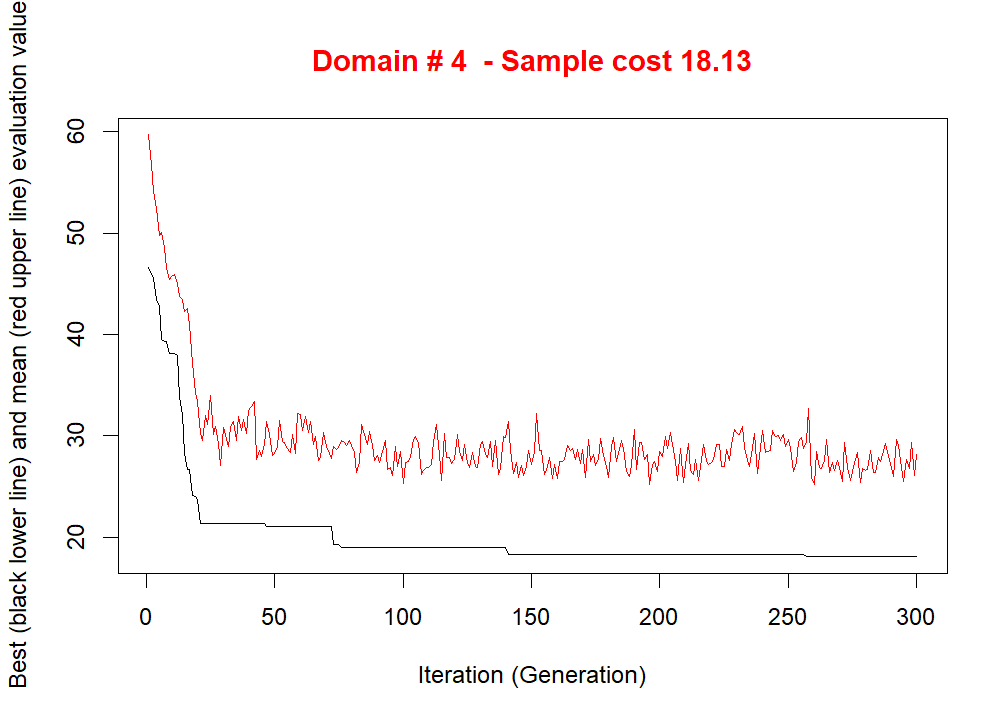 Domain # 4  - Sample cost 18.13
Best (black lower line) and mean (red upper line) evaluation value
60
50
40
30
20
0 50 100 150 200 250 300
Iteration (Generation)